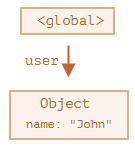 <global>
user
Object
name: "John"